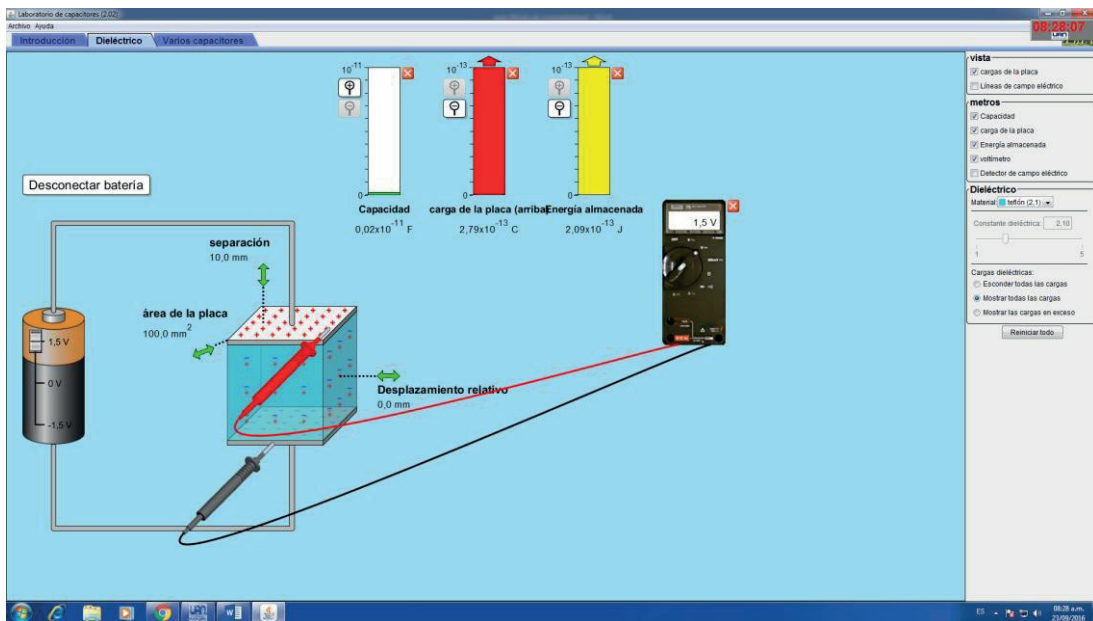 Laboratorio de capacitores (2.02)
Archivo Ayuda
08:28:07
Introducción
Dieléctrico
Varios capacitores
10-11
0
Capacidad
0,02x10-11 F
10-13
0
carga de la placa (arriba)
2,79x10-13 C
10-13
0
Energía almacenada
2,09x10-13 J
Desconectar batería
separación
10,0 mm
área de la placa
100,0 mm2
1,5 V
0 V
-1,5 V
Desplazamiento relativo
0,0 mm
1,5 V
vista
cargas de la placa
Líneas de campo eléctrico
metros
Capacidad
carga de la placa
Energía almacenada
voltímetro
Detector de campo eléctrico
Dieléctrico
Material: teflón (2,1)
Constante dieléctrica: 2,10
1 5
Cargas dieléctricas:
Esconder todas las cargas
Mostrar todas las cargas
Mostrar las cargas en exceso
Reiniciar todo
UAN
W
ES
08:28 a.m.
23/09/2016